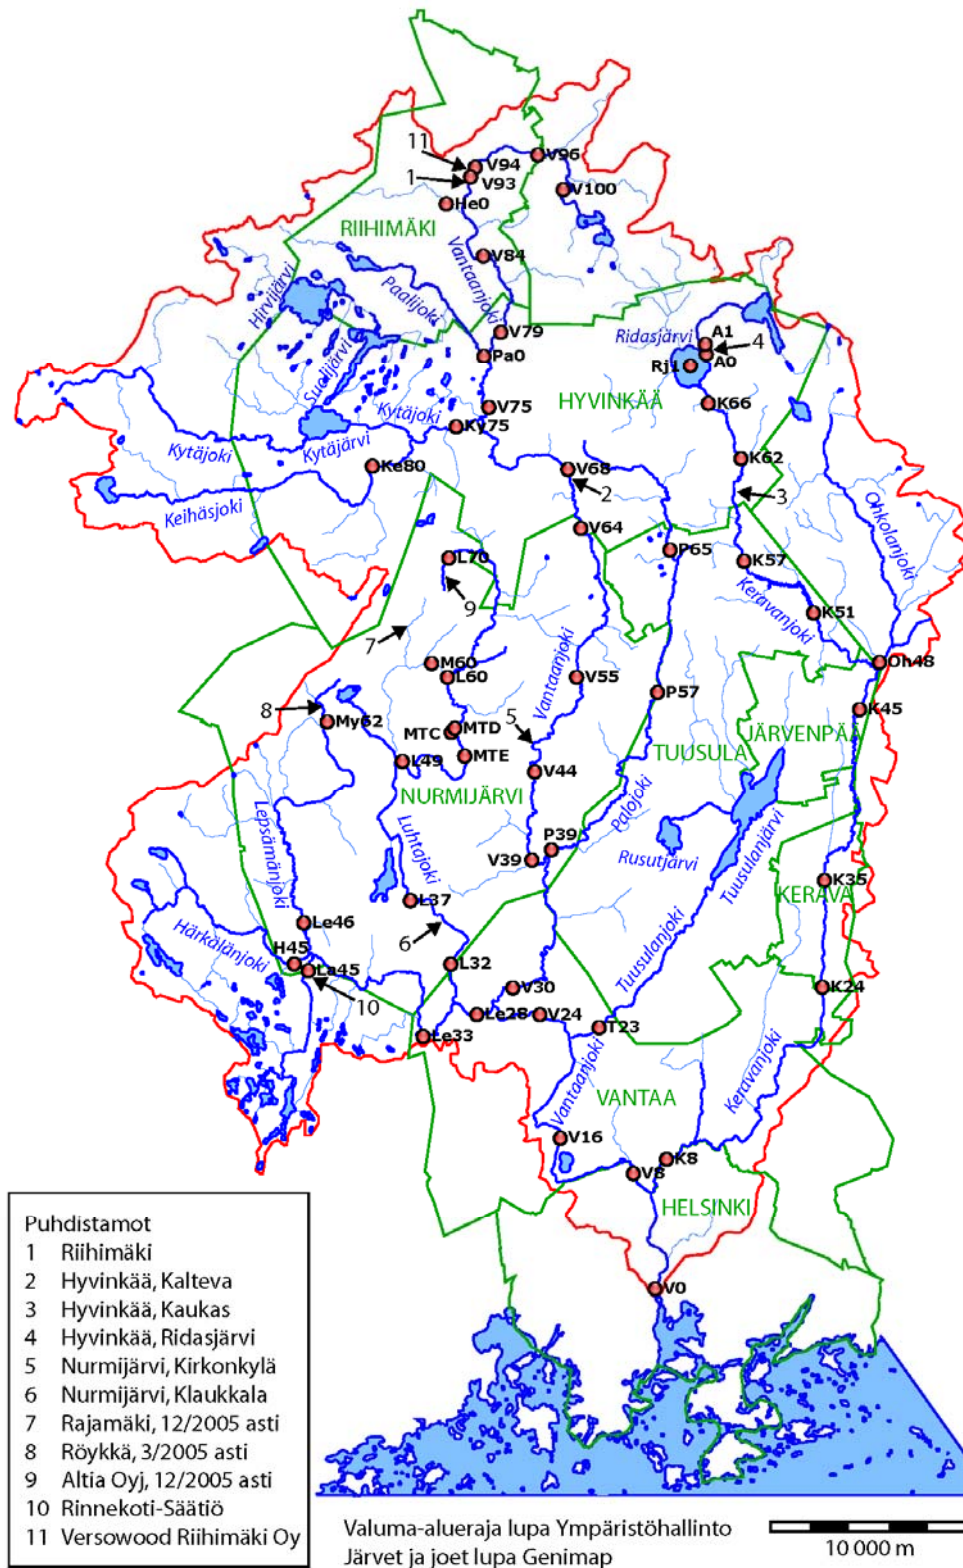 11
V94
V96
1
V93
V100
He0
RIIHIMÄKI
Vantaanjoki
V84
Hirvijärvi
Paalijoki
V79
Ridasjärvi
A1
4
Suolijärvi
Pa0
Rj1
A0
HYVINKÄÄ
K66
V75
Kytäjoki
Ky75
Kytäjoki
Kytäjärvi
Ke80
V68
K62
2
3
Keihäsjoki
Ohkolanjoki
V64
P65
L70
K57
9
Keravanjoki
K51
7
M60
Oh48
L60
Vantaanjoki
V55
P57
8
My62
K45
MTD
MTC
5
TUUSULA
JÄRVENPÄÄ
L49
MTE
V44
NURMIJÄRVI
Lepsämänjoki
Luhtajoki
Palojoki
P39
V39
Rusutjärvi
Tuusulanjärvi
K35
KERAVA
L37
Le46
6
Härkälänjoki
H45
La45
L32
Tuusulanjoki
10
V30
K24
Le28
V24
T23
Le33
Vantaanjoki
Keravanjoki
VANTAA
V16
K8
V8
HELSINKI
V0
Puhdistamot
1 Riihimäki
2 Hyvinkää, Kalteva
3 Hyvinkää, Kaukas
4 Hyvinkää, Ridasjärvi
5 Nurmijärvi, Kirkonkylä
6 Nurmijärvi, Klaukkala
7 Rajamäki, 12/2005 asti
8 Röykkä, 3/2005 asti
9 Altia Oyj, 12/2005 asti
10 Rinnekoti-Säätiö
11 Versowood Riihimäki Oy
Valuma-alueraja lupa Ympäristöhallinto
Järvet ja joet lupa Genimap
10 000 m